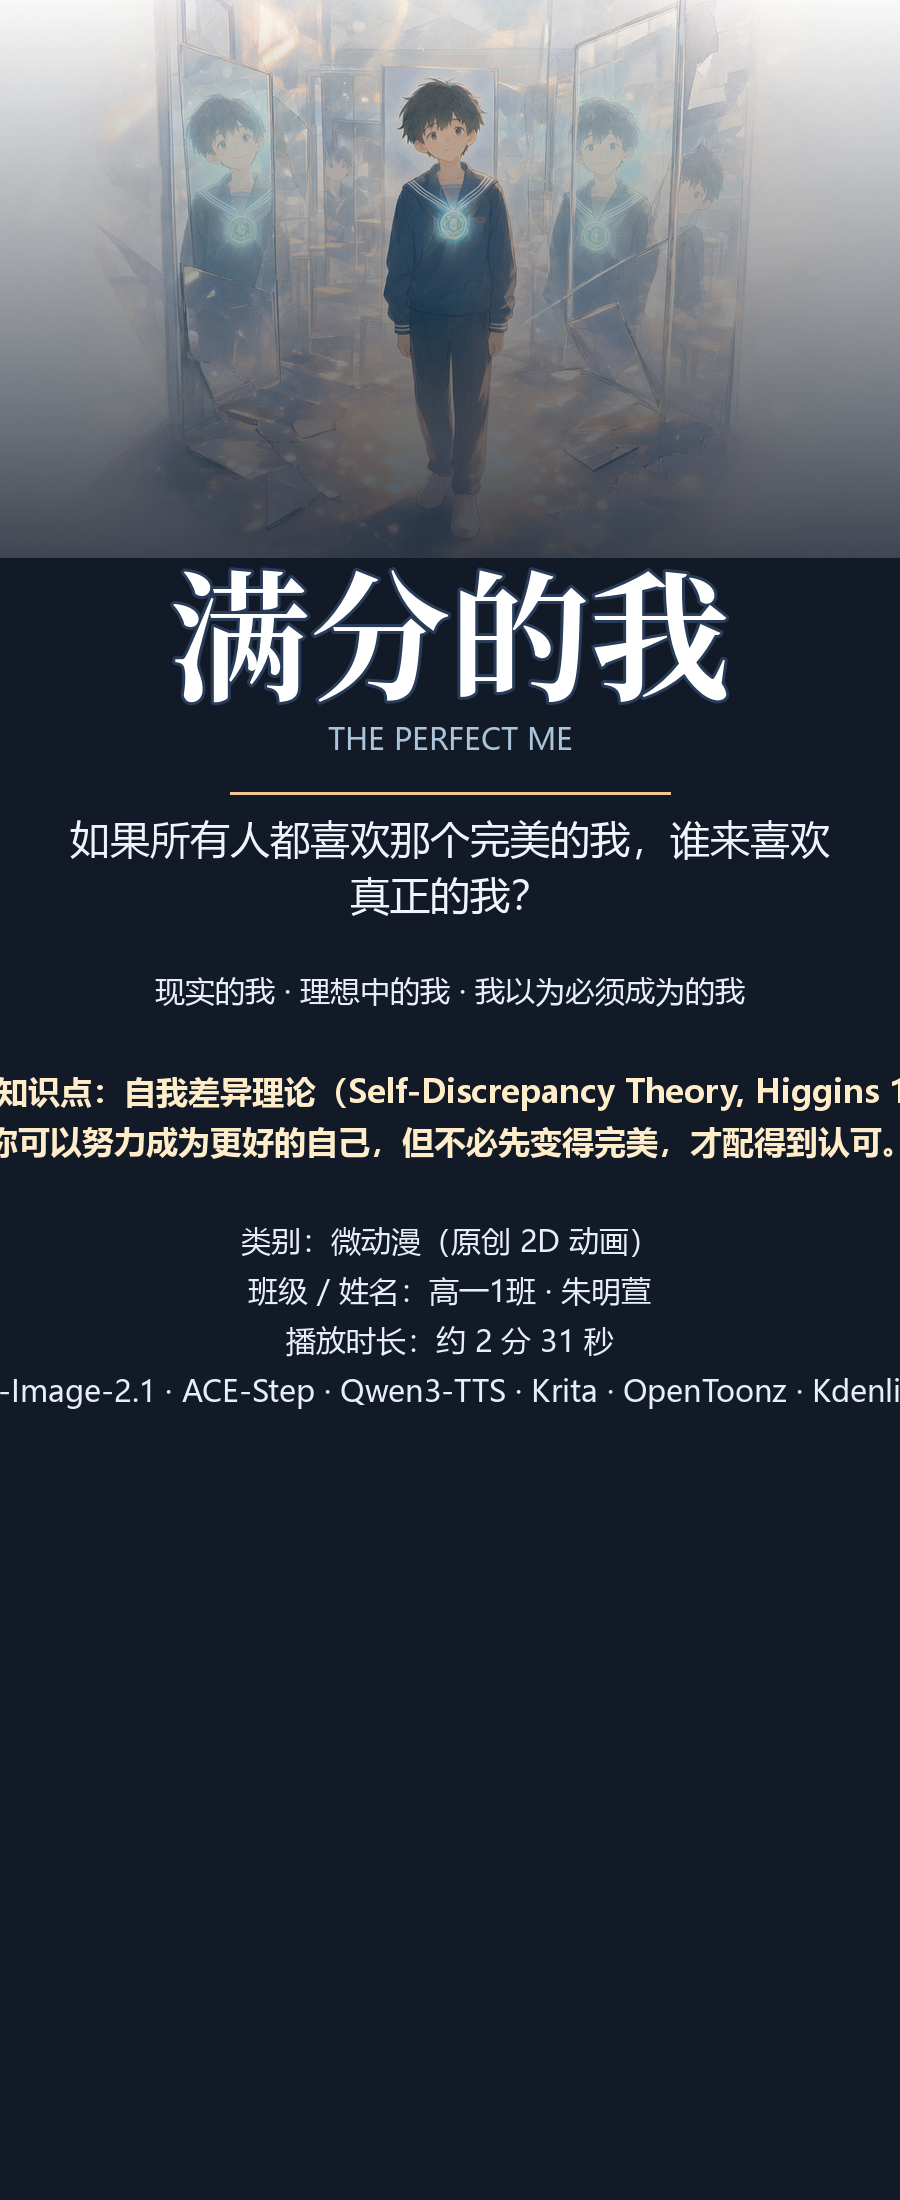 满分的我
THE PERFECT ME
如果所有人都喜欢那个完美的我，谁来喜欢
真正的我？
现实的我 · 理想中的我 · 我以为必须成为的我
知识点：自我差异理论（Self-Discrepancy Theory, Higgins 1
你可以努力成为更好的自己，但不必先变得完美，才配得到认可。
类别：微动漫（原创 2D 动画）
班级 / 姓名：高一1班 · 朱明萱
播放时长：约 2 分 31 秒
-Image-2.1 · ACE-Step · Qwen3-TTS · Krita · OpenToonz · Kdenli